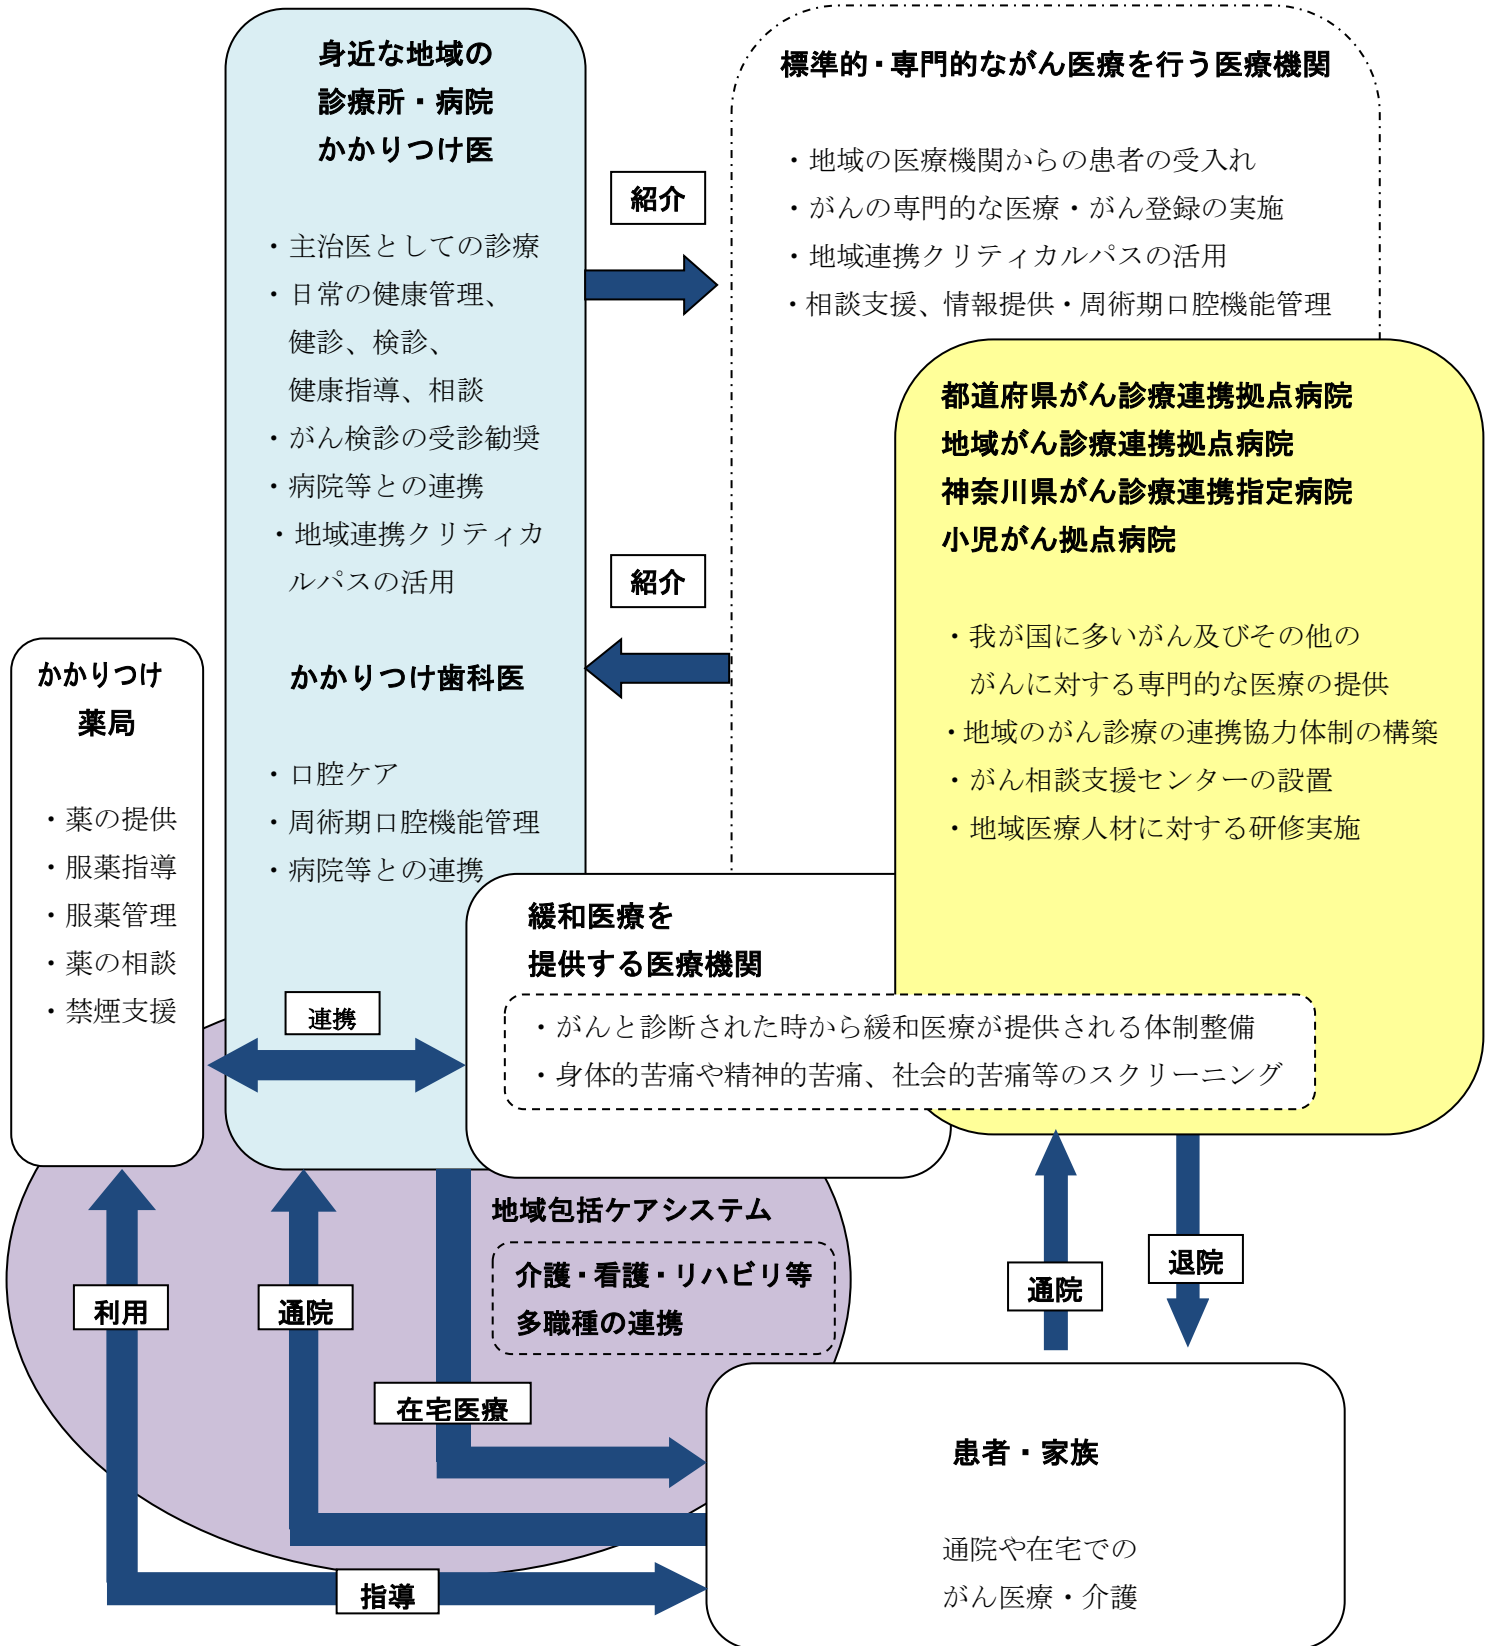 身近な地域の
診療所・病院
かかりつけ医
・主治医としての診療
・日常の健康管理、
健診、検診、
健康指導、相談
・がん検診の受診勧奨
・病院等との連携
・地域連携クリティカ
ルパスの活用
かかりつけ歯科医
・口腔ケア
・周術期口腔機能管理
・病院等との連携
紹介
紹介
標準的・専門的ながん医療を行う医療機関
・地域の医療機関からの患者の受入れ
・がんの専門的な医療・がん登録の実施
・地域連携クリティカルパスの活用
・相談支援、情報提供・周術期口腔機能管理
都道府県がん診療連携拠点病院
地域がん診療連携拠点病院
神奈川県がん診療連携指定病院
小児がん拠点病院
・我が国に多いがん及びその他の
がんに対する専門的な医療の提供
・地域のがん診療の連携協力体制の構築
・がん相談支援センターの設置
・地域医療人材に対する研修実施
かかりつけ
薬局
・薬の提供
・服薬指導
・服薬管理
・薬の相談
・禁煙支援
連携
緩和医療を
提供する医療機関
・がんと診断された時から緩和医療が提供される体制整備
・身体的苦痛や精神的苦痛、社会的苦痛等のスクリーニング
地域包括ケアシステム
介護・看護・リハビリ等
多職種の連携
利用
通院
在宅医療
指導
通院
退院
患者・家族
通院や在宅での
がん医療・介護